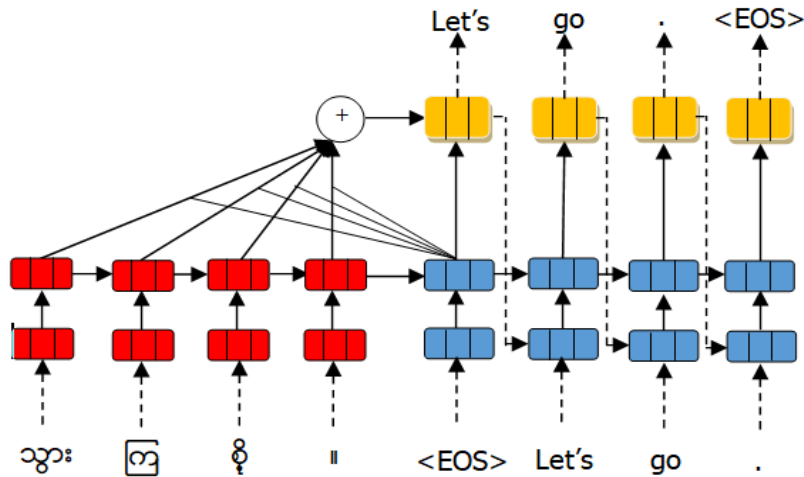 Let's go . <EOS>
+
သွား ကြ စို့ ။ <EOS> Let's go .